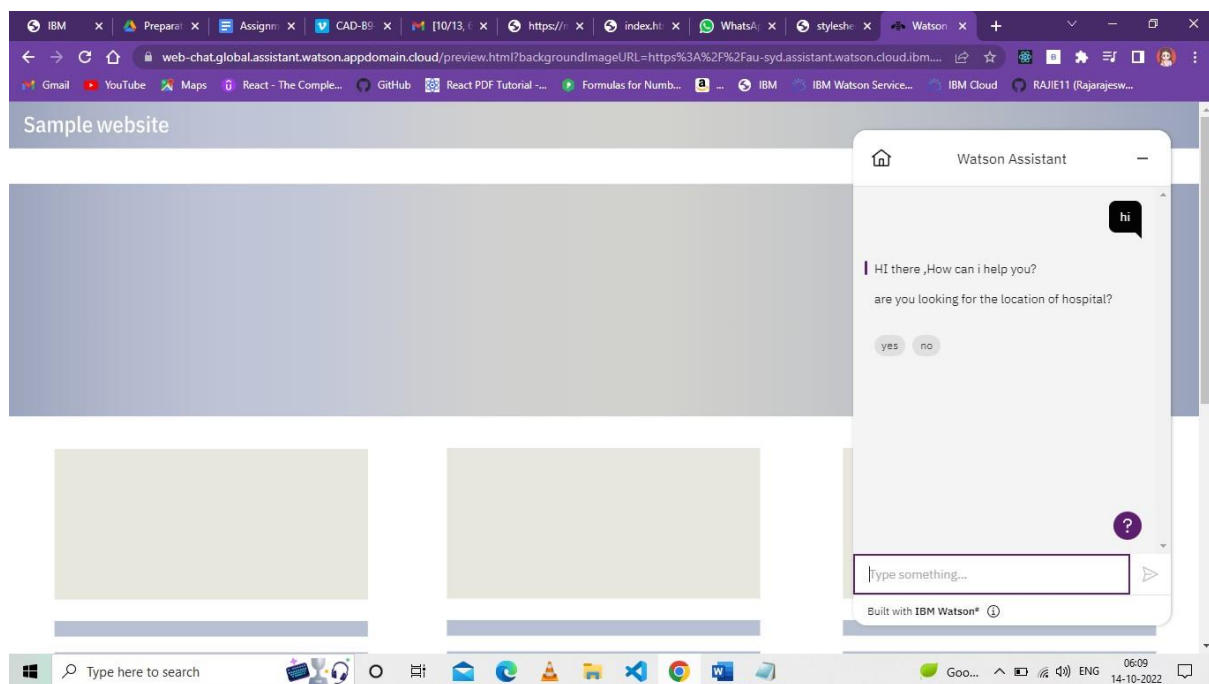 IBM
Preparat
Assignm
CAD-B9-
[10/13, 6
https://n
index.ht
WhatsAp
styleshe
Watson
web-chat.global.assistant.watson.appdomain.cloud/preview.html?backgroundImageURL=https%3A%2F%2Fau-syd.assistant.watson.cloud.ibm....
Gmail YouTube Maps React - The Comple... GitHub React PDF Tutorial -... Formulas for Numb... ... IBM IBM Watson Service... IBM Cloud RAJIE11 (Rajarajesw...
Sample website
Watson Assistant
hi
HI there ,How can i help you?
are you looking for the location of hospital?
yes no
?
Type something...
Built with IBM Watson®
Type here to search
Goo... ENG
06:09
14-10-2022